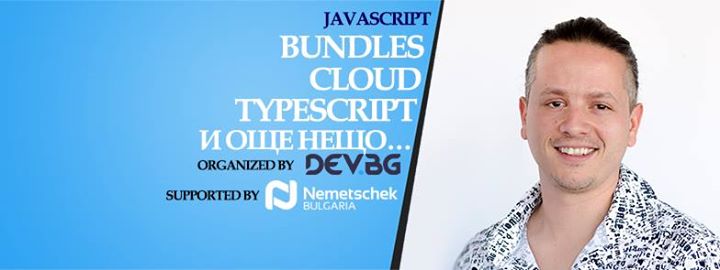 JAVASCRIPT
BUNDLES
CLOUD
TYPESCRIPT
И ОЩЕ НЕЩО...
ORGANIZED BY DEV.BG
SUPPORTED BY Nemetschek
BULGARIA